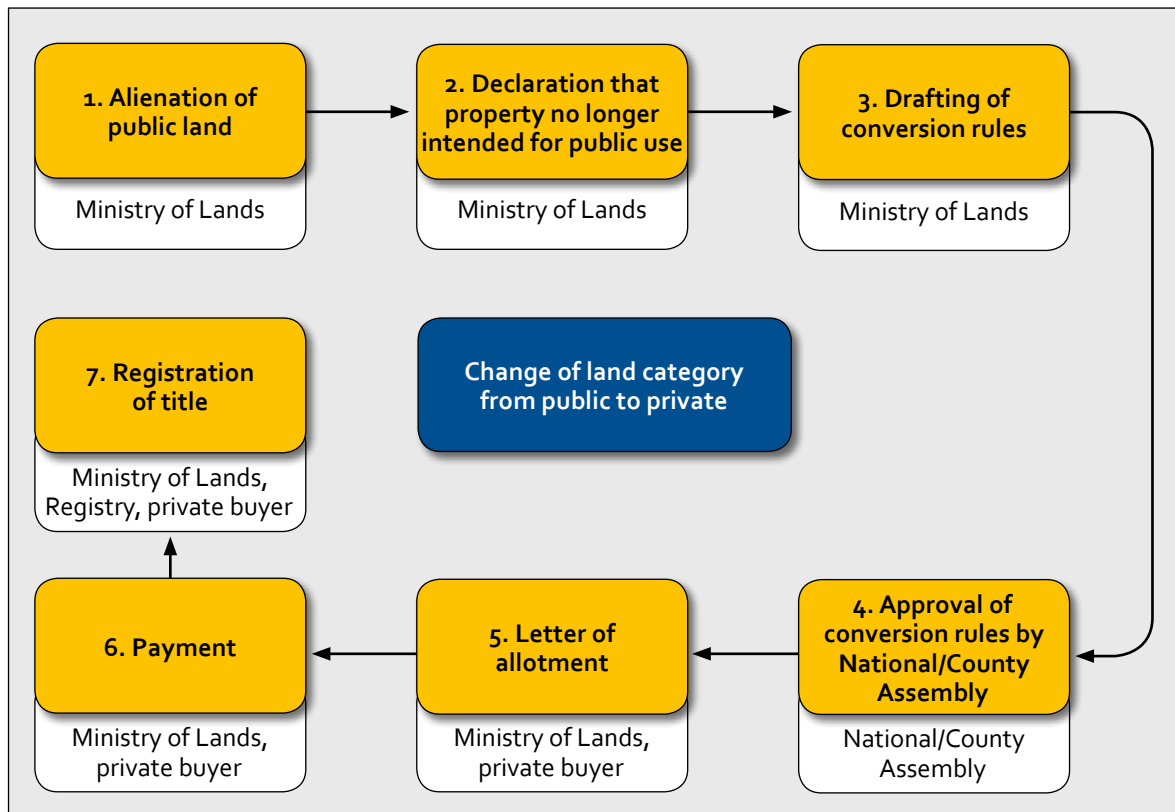 1. Alienation of
public land
Ministry of Lands
2. Declaration that
property no longer
intended for public use
Ministry of Lands
3. Drafting of
conversion rules
Ministry of Lands
4. Approval of
conversion rules by
National/County
Assembly
National/County
Assembly
5. Letter of
allotment
Ministry of Lands,
private buyer
6. Payment
Ministry of Lands,
private buyer
7. Registration
of title
Ministry of Lands,
Registry, private buyer
Change of land category
from public to private